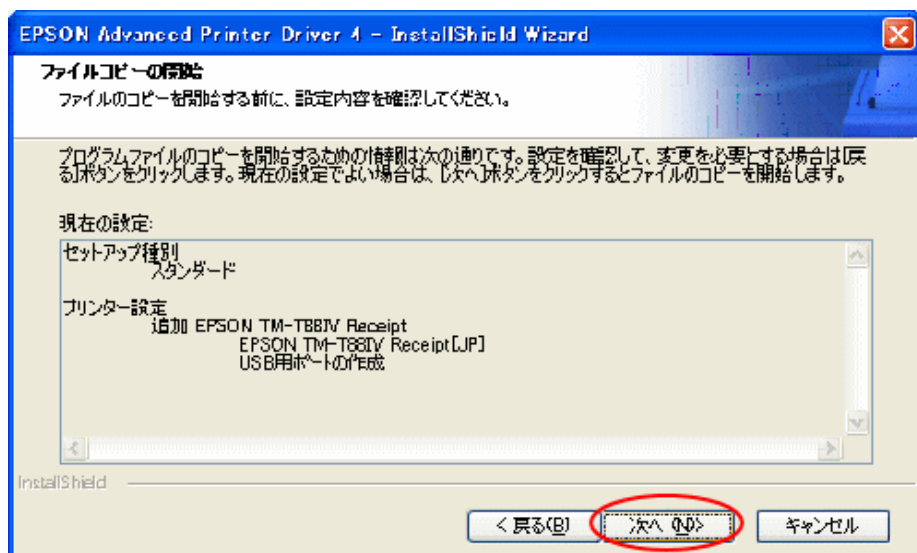 EPSON Advanced Printer Driver 4 - InstallShield Wizard
ファイルコピーの開始
ファイルのコピーを開始する前に、設定内容を確認してください。
プログラムファイルのコピーを開始するための情報は次の通りです。設定を確認して、変更を必要とする場合は[戻
る]ボタンをクリックします。現在の設定でよい場合は、[次へ]ボタンをクリックするとファイルのコピーを開始します。
現在の設定:
セットアップ種別
スタンダード
プリンター設定
追加 EPSON TM-T88IV Receipt
EPSON TM-T88IV Receipt[JP]
USB用ポートの作成
InstallShield
< 戻る(B)
次へ (N)>
キャンセル